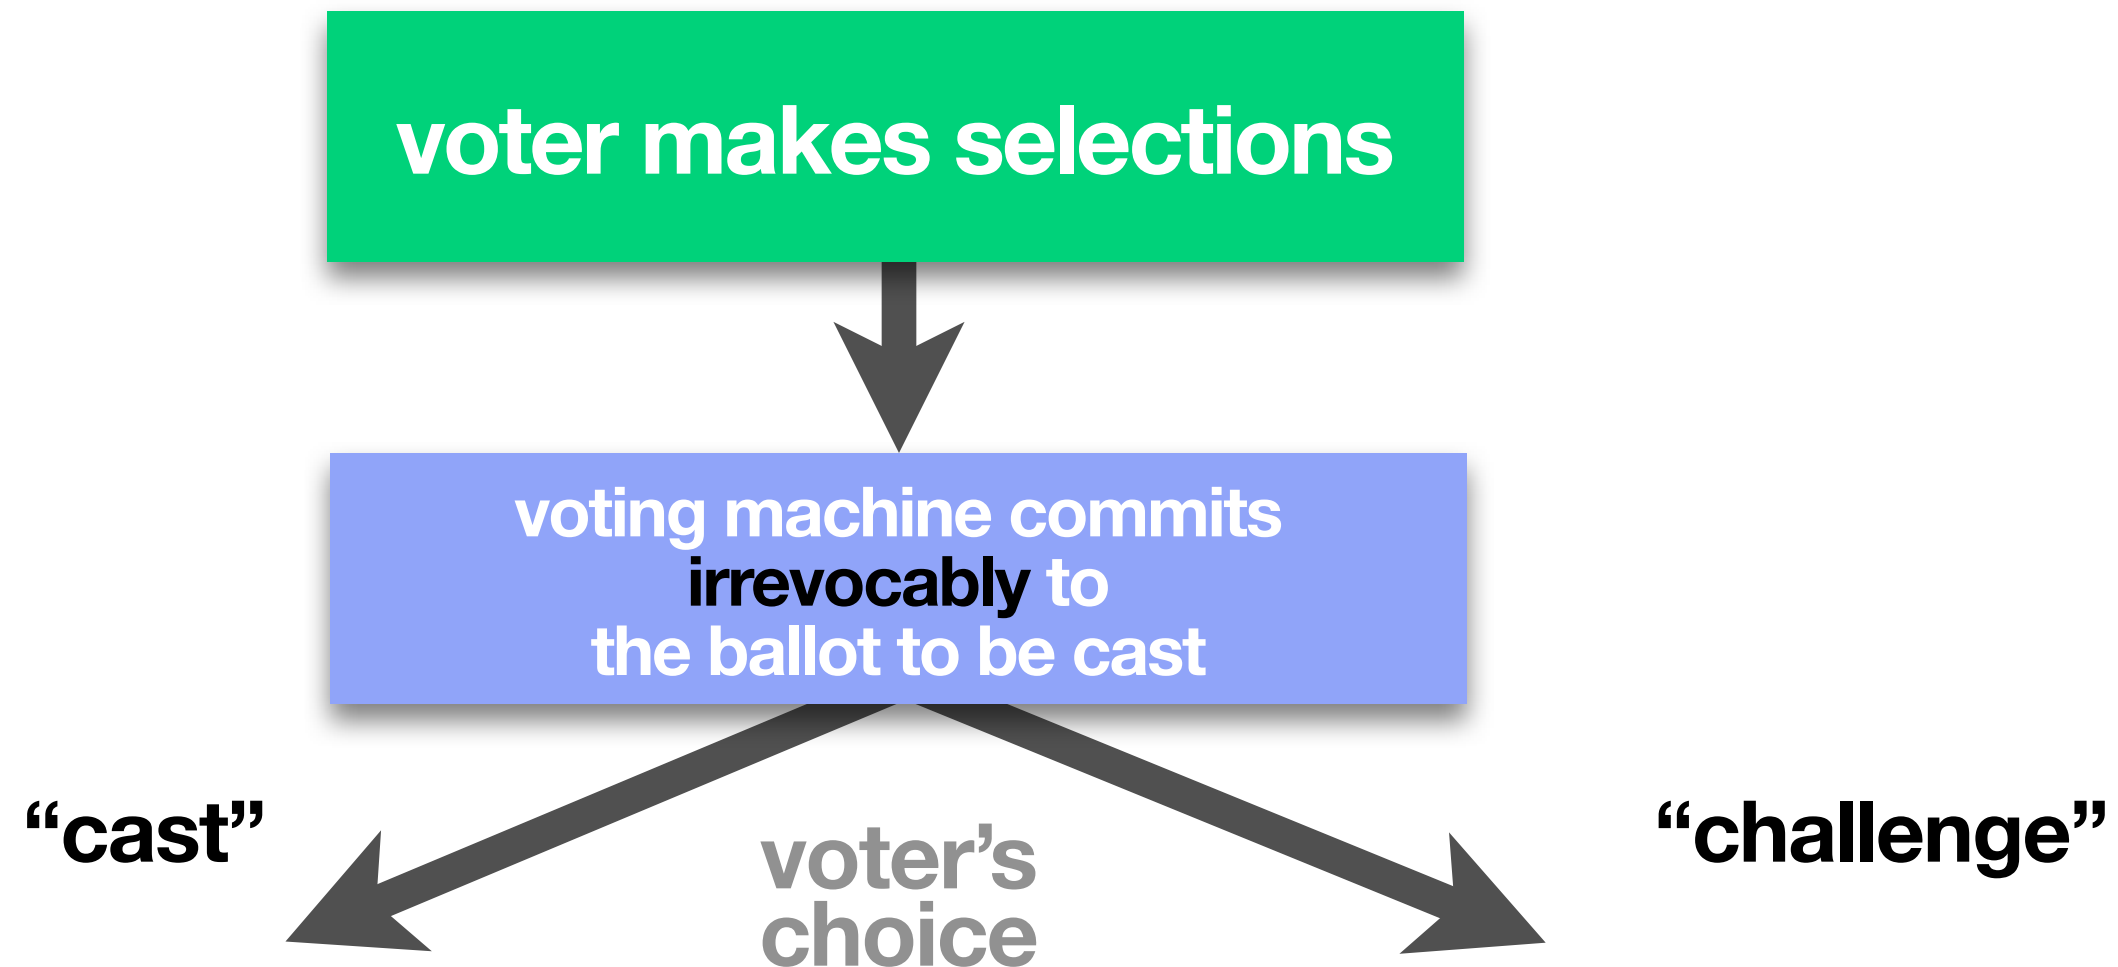 voter makes selections
voting machine commits
irrevocably to
the ballot to be cast
“cast”
“challenge”
voter’s
choice